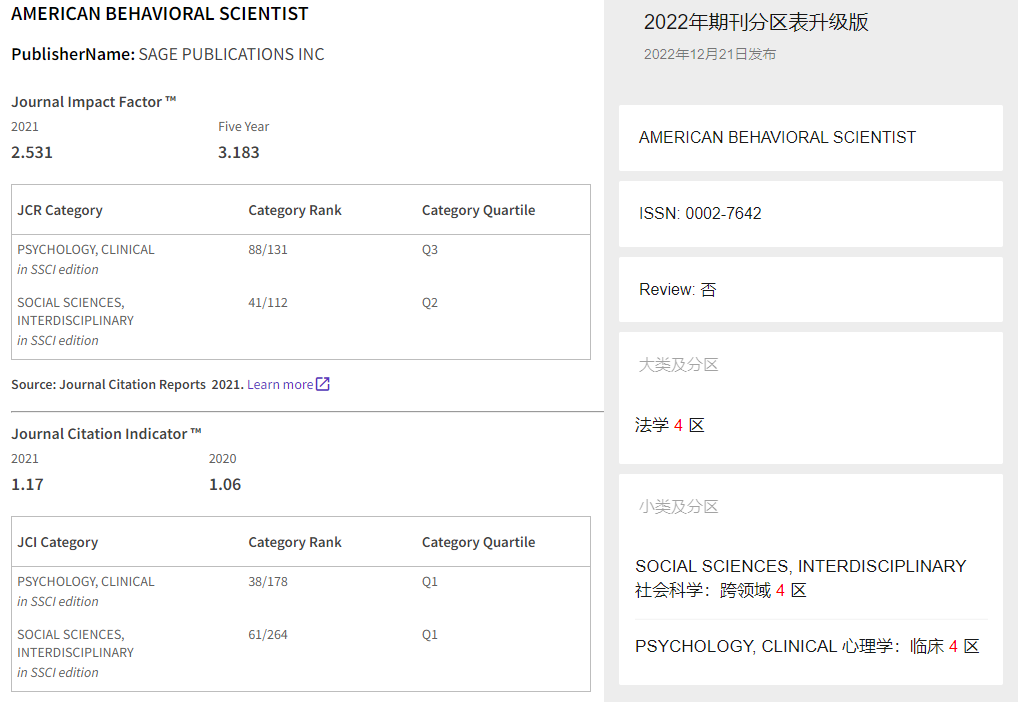 AMERICAN BEHAVIORAL SCIENTIST
PublisherName: SAGE PUBLICATIONS INC
Journal Impact Factor ™
2021 Five Year
2.531 3.183
JCR Category Category Rank Category Quartile
PSYCHOLOGY, CLINICAL 88/131 Q3
in SSCI edition
SOCIAL SCIENCES, 41/112 Q2
INTERDISCIPLINARY
in SSCI edition
Source: Journal Citation Reports 2021. Learn more
Journal Citation Indicator ™
2021 2020
1.17 1.06
JCI Category Category Rank Category Quartile
PSYCHOLOGY, CLINICAL 38/178 Q1
in SSCI edition
SOCIAL SCIENCES, 61/264 Q1
INTERDISCIPLINARY
in SSCI edition
2022年期刊分区表升级版
2022年12月21日发布
AMERICAN BEHAVIORAL SCIENTIST
ISSN: 0002-7642
Review: 否
大类及分区
法学 4 区
小类及分区
SOCIAL SCIENCES, INTERDISCIPLINARY
社会科学：跨领域 4 区
PSYCHOLOGY, CLINICAL 心理学：临床 4 区